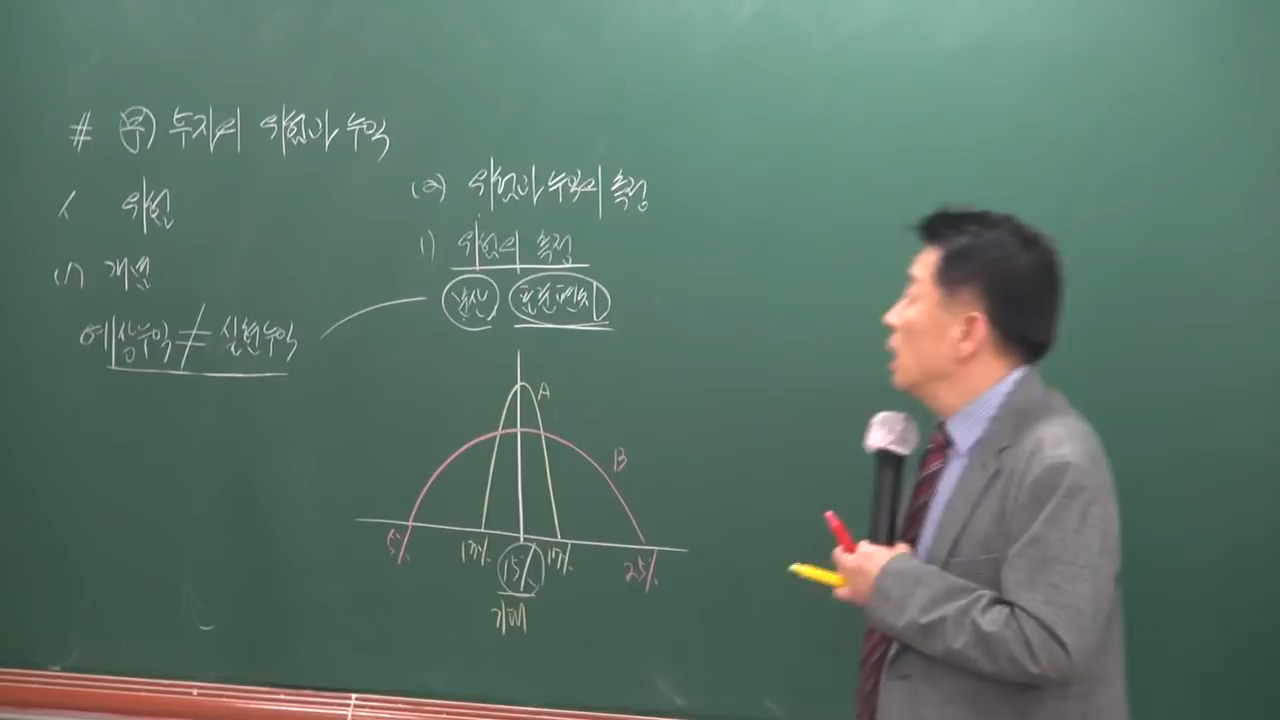 # 부) 투자의 위험과 수익
1. 위험
(1) 개념
예상수익 ≠ 실현수익
(2) 위험과 수익의 측정
1) 위험의 측정
분산 표준편차
A
B
5% 13% 15% 17% 25%
기대